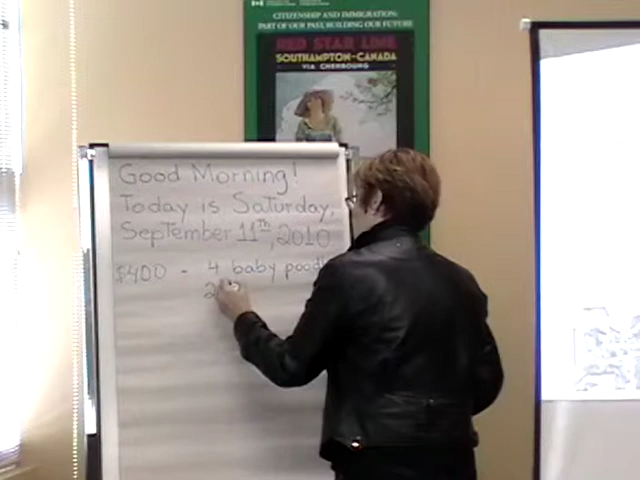 CITIZENSHIP AND IMMIGRATION:
PART OF OUR PAST, BUILDING OUR FUTURE
RED STAR LINE
SOUTHAMPTON-CANADA
VIA CHERBOURG
Good Morning!
Today is Saturday,
September 11th, 2010
$400 - 4 baby